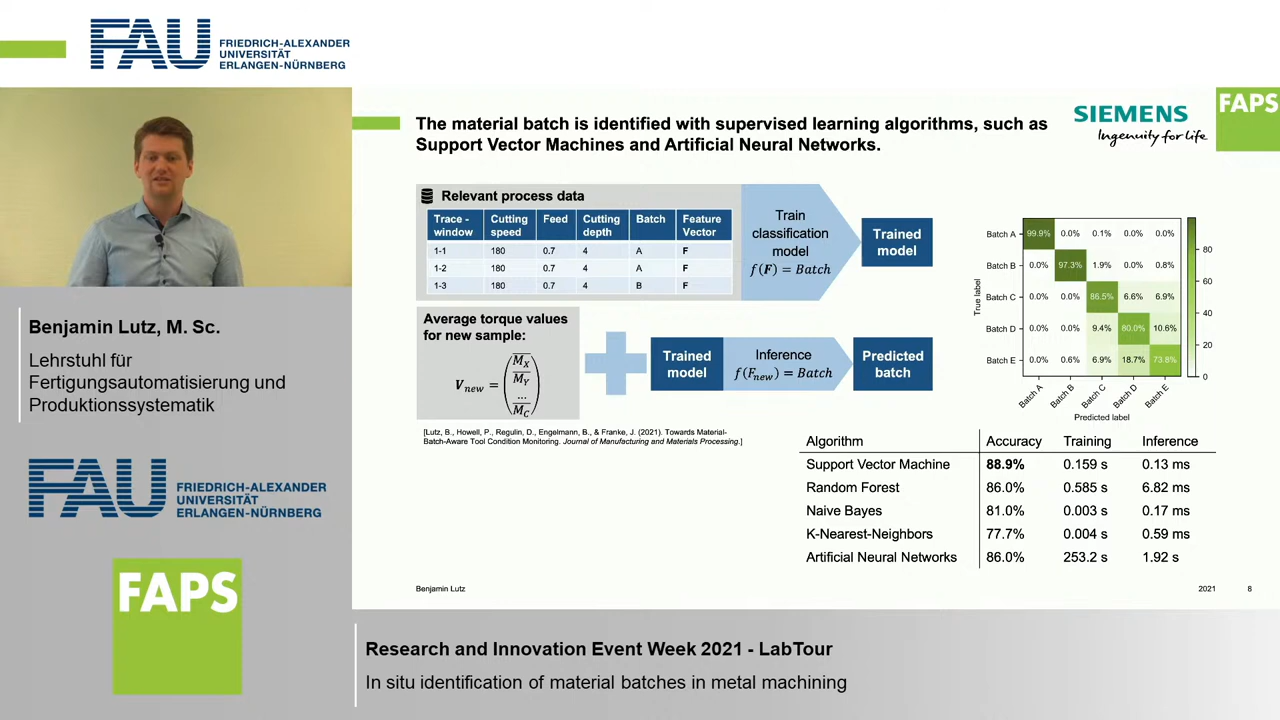 FAU FRIEDRICH-ALEXANDER
UNIVERSITÄT
ERLANGEN-NÜRNBERG
SIEMENS
Ingenuity for life
FAPS
The material batch is identified with supervised learning algorithms, such as
Support Vector Machines and Artificial Neural Networks.
Relevant process data
Trace - window Cutting speed Feed Cutting depth Batch Feature Vector
1-1 180 0.7 4 A F
1-2 180 0.7 4 A F
1-3 180 0.7 4 B F
Train
classification
model
f(F) = Batch
Trained
model
Average torque values
for new sample:
V_new = (M̅_X M̅_Y ... M̅_C)
Trained
model
Inference
f(F_new) = Batch
Predicted
batch
[Lutz, B., Howell, P., Regulin, D., Engelmann, B., & Franke, J. (2021). Towards Material-
Batch-Aware Tool Condition Monitoring. Journal of Manufacturing and Materials Processing.]
True label
Batch A 99.9% 0.0% 0.1% 0.0% 0.0%
Batch B 0.0% 97.3% 1.9% 0.0% 0.8%
Batch C 0.0% 0.0% 86.5% 6.6% 6.9%
Batch D 0.0% 0.0% 9.4% 80.0% 10.6%
Batch E 0.0% 0.6% 6.9% 18.7% 73.8%
Batch A Batch B Batch C Batch D Batch E
Predicted label
80
60
40
20
0
Algorithm Accuracy Training Inference
Support Vector Machine 88.9% 0.159 s 0.13 ms
Random Forest 86.0% 0.585 s 6.82 ms
Naive Bayes 81.0% 0.003 s 0.17 ms
K-Nearest-Neighbors 77.7% 0.004 s 0.59 ms
Artificial Neural Networks 86.0% 253.2 s 1.92 s
Benjamin Lutz 2021 8
Benjamin Lutz, M. Sc.
Lehrstuhl für
Fertigungsautomatisierung und
Produktionssystematik
FAU FRIEDRICH-ALEXANDER
UNIVERSITÄT
ERLANGEN-NÜRNBERG
FAPS
Research and Innovation Event Week 2021 - LabTour
In situ identification of material batches in metal machining